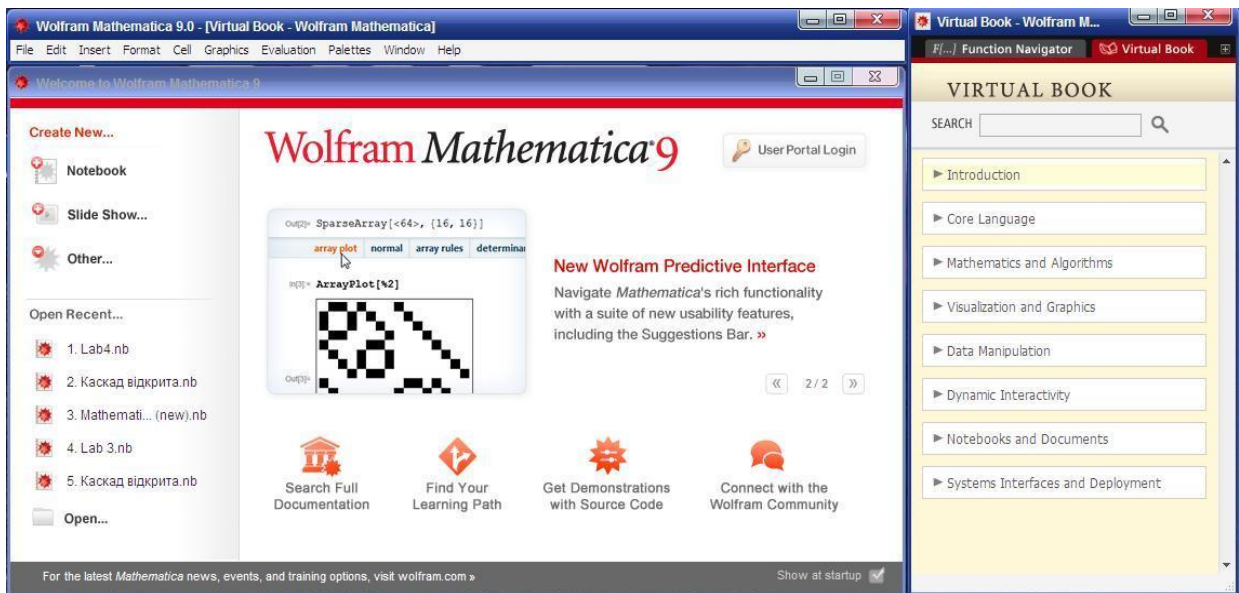 Wolfram Mathematica 9.0 - [Virtual Book - Wolfram Mathematica]
File Edit Insert Format Cell Graphics Evaluation Palettes Window Help
Welcome to Wolfram Mathematica 9
Create New...
Notebook
Slide Show...
Other...
Open Recent...
1. Lab4.nb
2. Каскад відкрита.nb
3. Mathemati... (new).nb
4. Lab 3.nb
5. Каскад відкрита.nb
Open...
Wolfram Mathematica 9
User Portal Login
Out[2]= SparseArray[<64>, {16, 16}]
array plot normal array rules determina
In[3]:= ArrayPlot[%2]
Out[3]=
New Wolfram Predictive Interface
Navigate Mathematica's rich functionality
with a suite of new usability features,
including the Suggestions Bar. »
« 2/2 »
Search Full
Documentation
Find Your
Learning Path
Get Demonstrations
with Source Code
Connect with the
Wolfram Community
For the latest Mathematica news, events, and training options, visit wolfram.com »
Show at startup
Virtual Book - Wolfram M...
F[...] Function Navigator
Virtual Book
VIRTUAL BOOK
SEARCH
Introduction
Core Language
Mathematics and Algorithms
Visualization and Graphics
Data Manipulation
Dynamic Interactivity
Notebooks and Documents
Systems Interfaces and Deployment